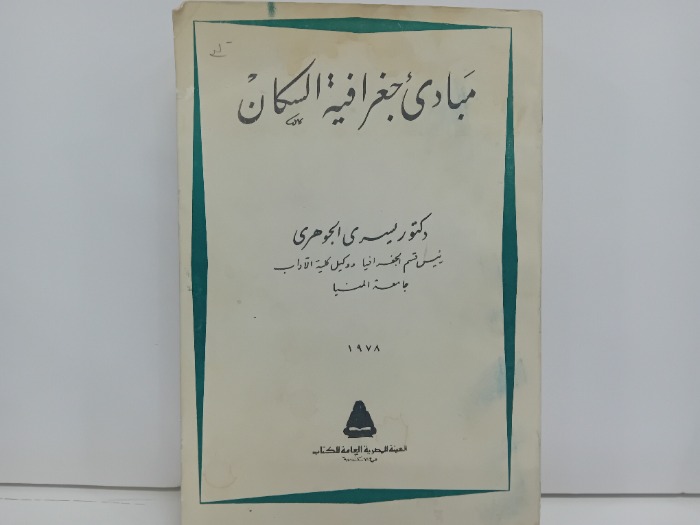 مبادئ جغرافية السكان
دكتور يسرى الجوهرى
رئيس قسم الجغرافيا ووكيل كلية الآداب
جامعة المنيا
١٩٧٨
الهيئة المصرية العامة للكتاب